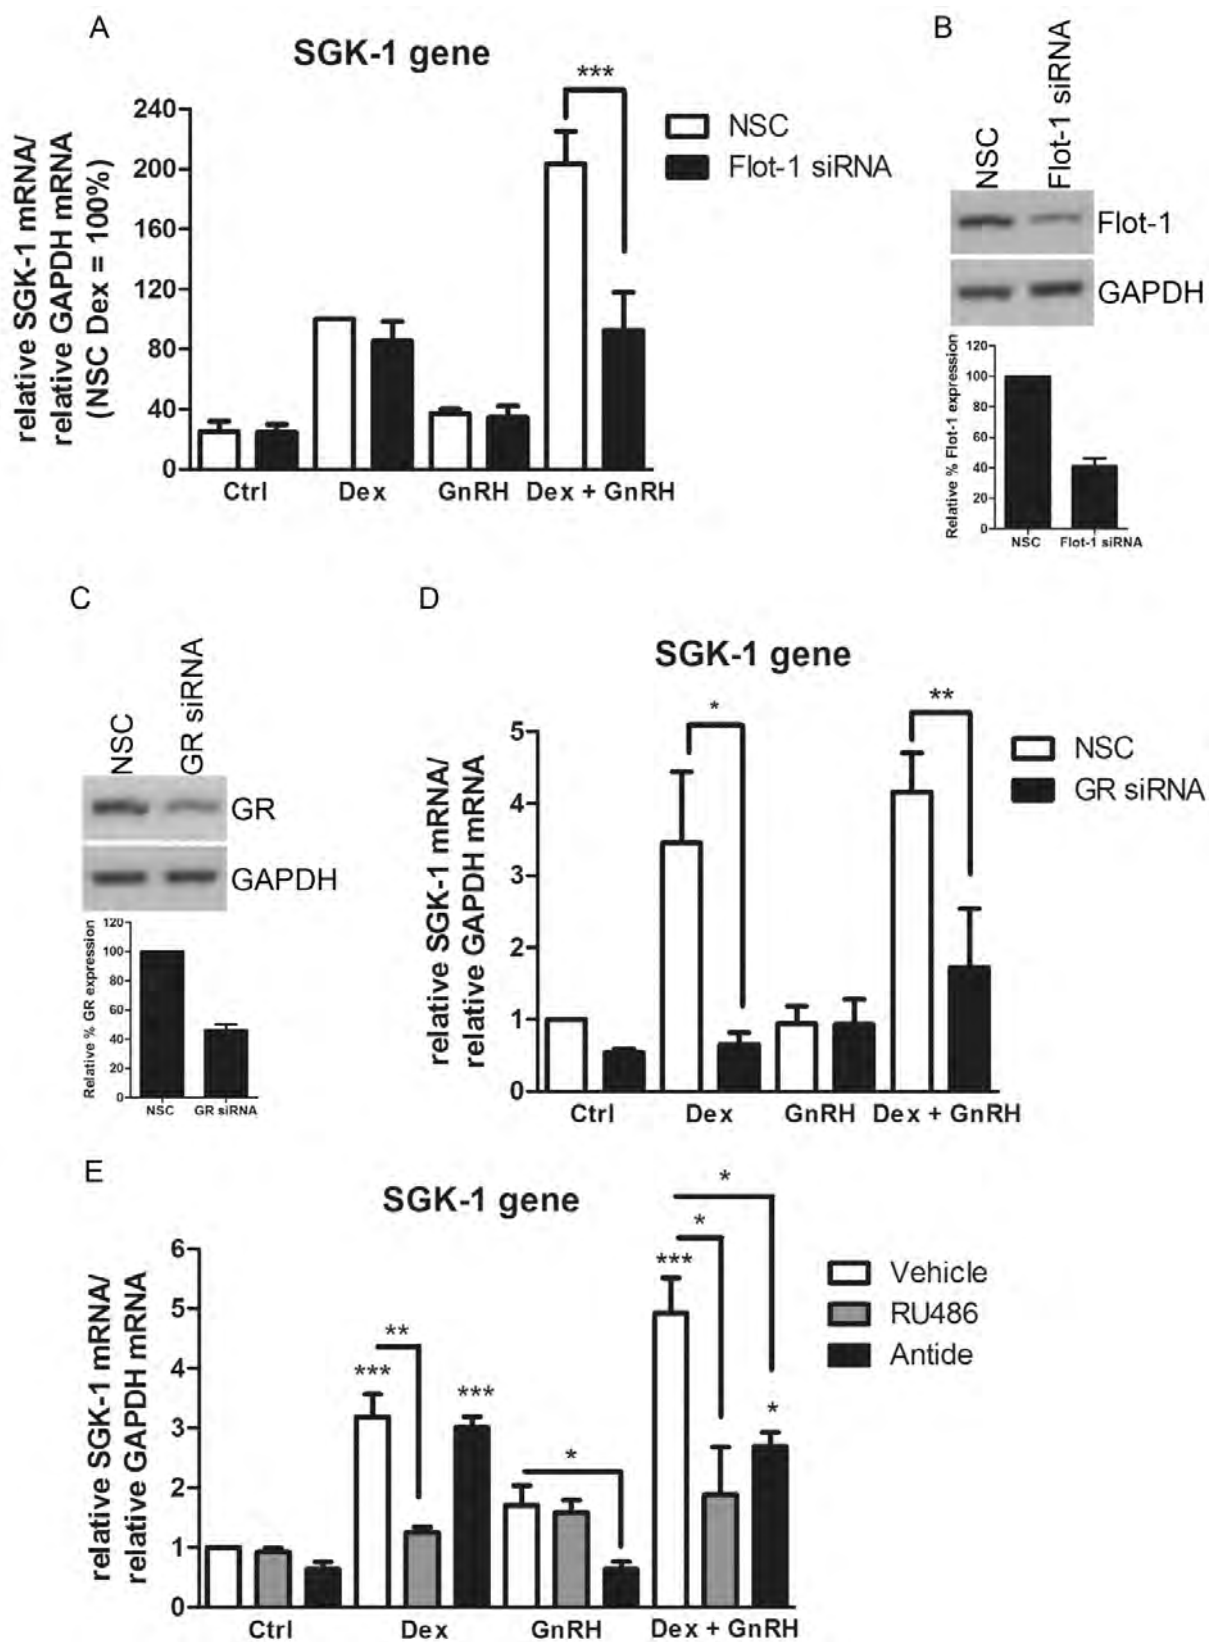 A
SGK-1 gene
relative SGK-1 mRNA/
relative GAPDH mRNA
(NSC Dex = 100%)
240
200
160
120
80
40
0
***
NSC
Flot-1 siRNA
Ctrl
Dex
GnRH
Dex + GnRH
B
NSC
Flot-1 siRNA
Flot-1
GAPDH
Relative % Flot-1 expression
120
100
80
60
40
20
0
NSC
Flot-1 siRNA
C
NSC
GR siRNA
GR
GAPDH
Relative % GR expression
120
100
80
60
40
20
0
NSC
GR siRNA
D
SGK-1 gene
relative SGK-1 mRNA/
relative GAPDH mRNA
5
4
3
2
1
0
*
**
NSC
GR siRNA
Ctrl
Dex
GnRH
Dex + GnRH
E
SGK-1 gene
relative SGK-1 mRNA/
relative GAPDH mRNA
6
5
4
3
2
1
0
**
***
***
*
*
*
***
*
Vehicle
RU486
Antide
Ctrl
Dex
GnRH
Dex + GnRH